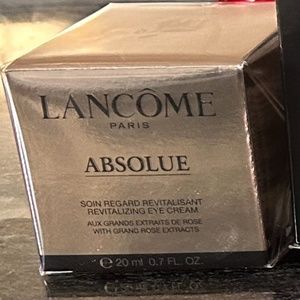 LANCÔME
PARIS
ABSOLUE
SOIN REGARD REVITALISANT
REVITALIZING EYE CREAM
AUX GRANDS EXTRAITS DE ROSE
WITH GRAND ROSE EXTRACTS
℮ 20 ml 0.7 FL. OZ.